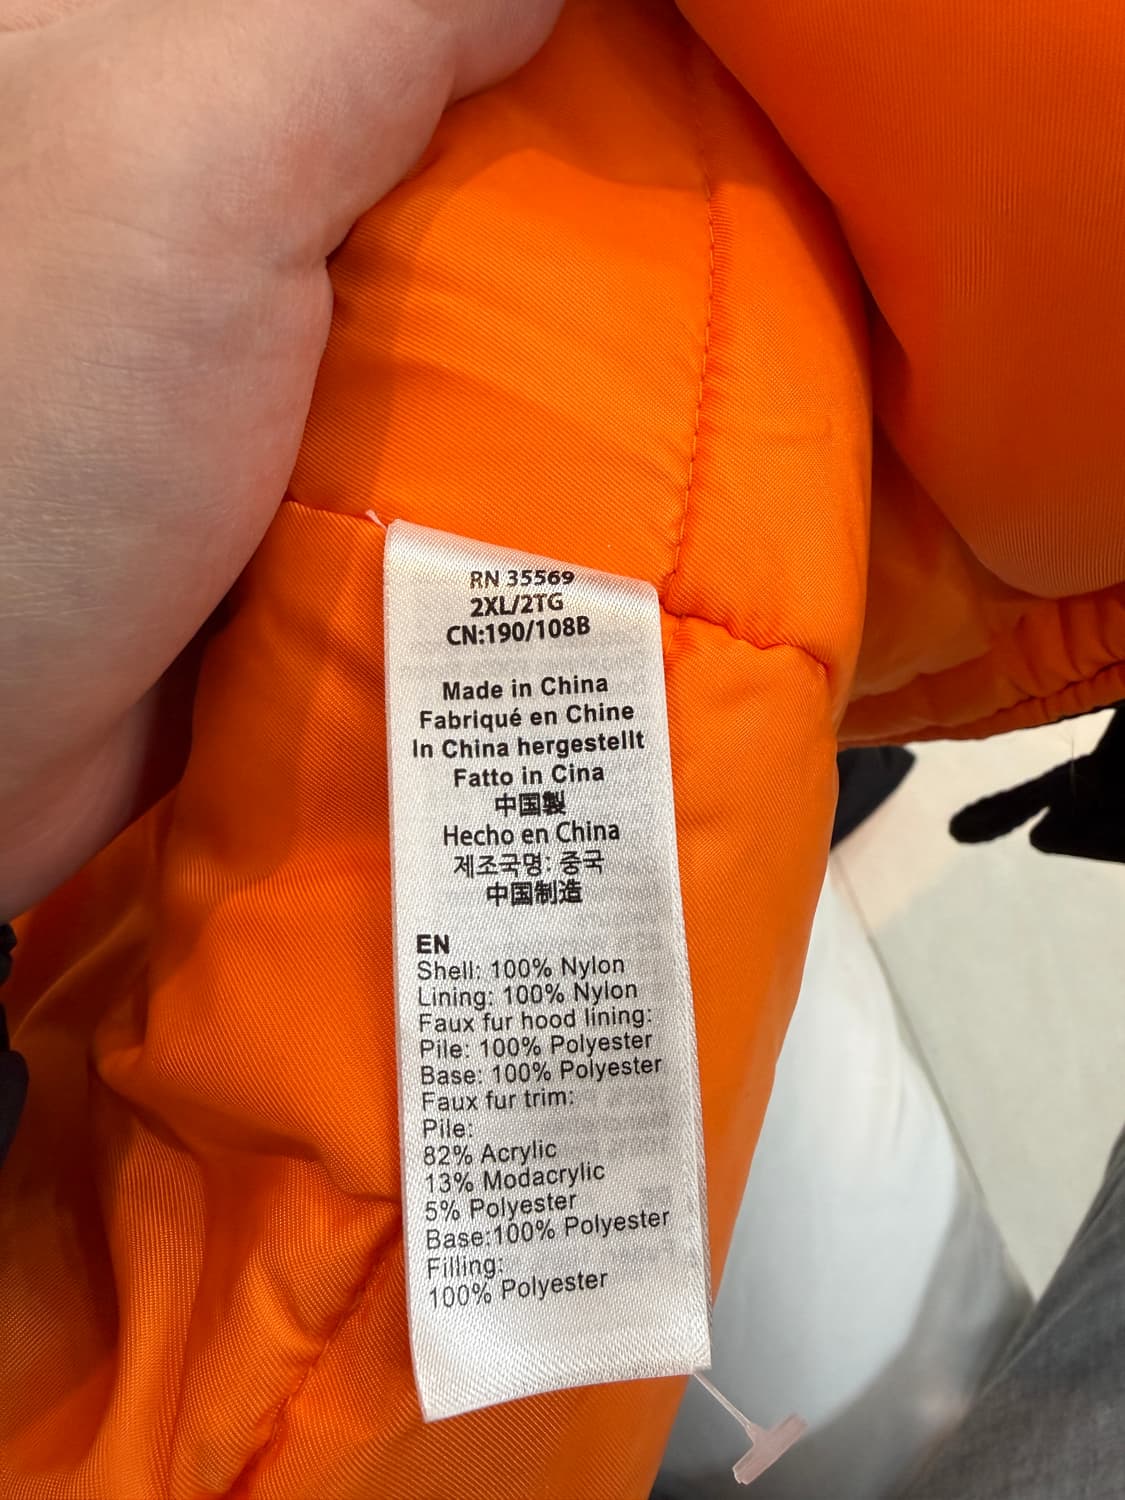 RN 35569
2XL/2TG
CN:190/108B
Made in China
Fabriqué en Chine
In China hergestellt
Fatto in Cina
中国製
Hecho en China
제조국명: 중국
中国制造
EN
Shell: 100% Nylon
Lining: 100% Nylon
Faux fur hood lining:
Pile: 100% Polyester
Base: 100% Polyester
Faux fur trim:
Pile:
82% Acrylic
13% Modacrylic
5% Polyester
Base:100% Polyester
Filling:
100% Polyester